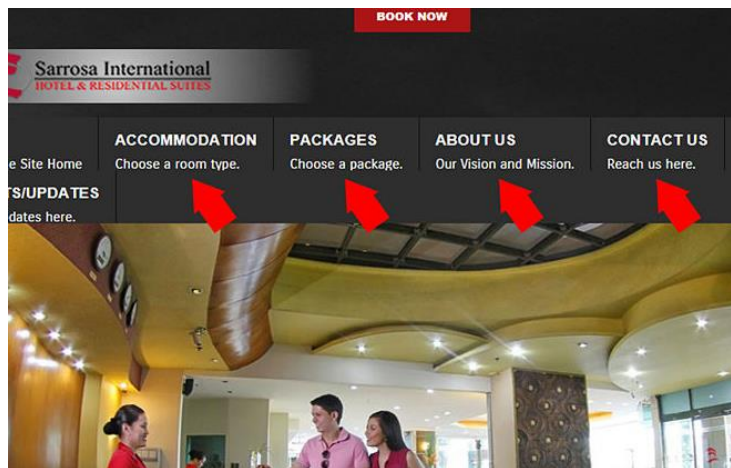 BOOK NOW
Sarrosa International
HOTEL & RESIDENTIAL SUITES
ACCOMMODATION
Choose a room type.
PACKAGES
Choose a package.
ABOUT US
Our Vision and Mission.
CONTACT US
Reach us here.
e Site Home
TS/UPDATES
dates here.